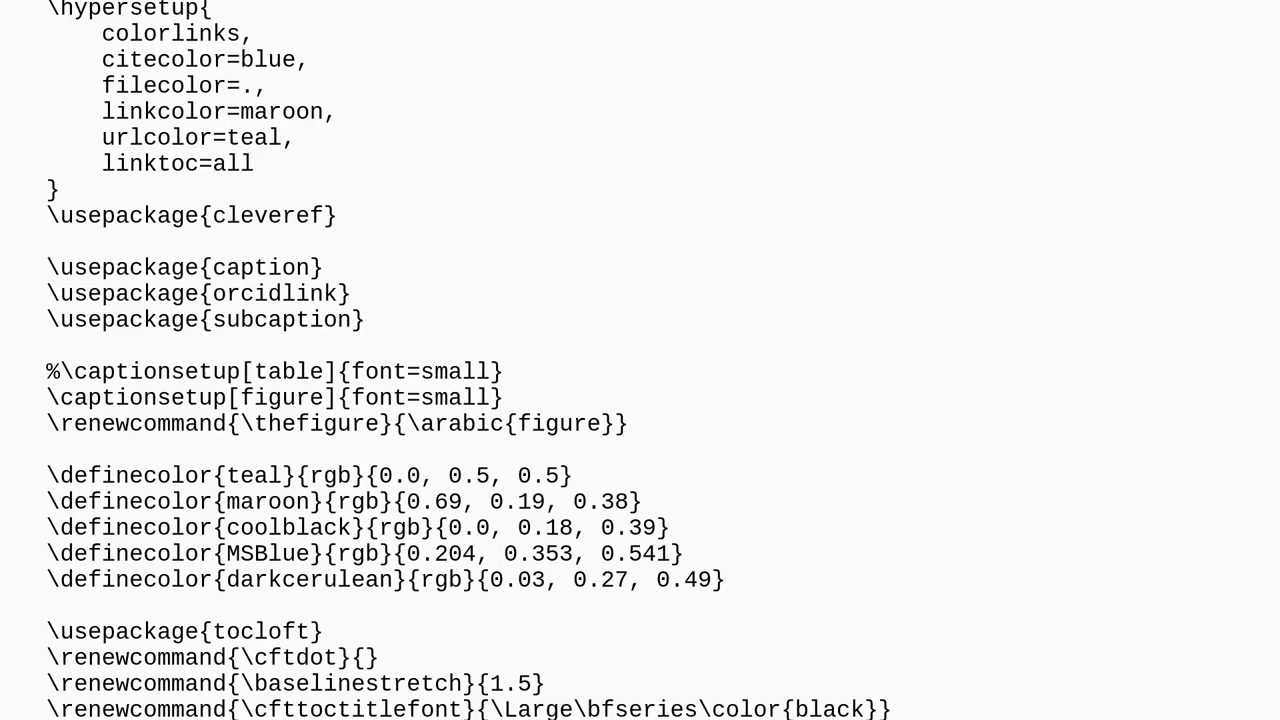 \hypersetup{
    colorlinks,
    citecolor=blue,
    filecolor=.,
    linkcolor=maroon,
    urlcolor=teal,
    linktoc=all
}
\usepackage{cleveref}

\usepackage{caption}
\usepackage{orcidlink}
\usepackage{subcaption}

%\captionsetup[table]{font=small}
\captionsetup[figure]{font=small}
\renewcommand{\thefigure}{\arabic{figure}}

\definecolor{teal}{rgb}{0.0, 0.5, 0.5}
\definecolor{maroon}{rgb}{0.69, 0.19, 0.38}
\definecolor{coolblack}{rgb}{0.0, 0.18, 0.39}
\definecolor{MSBlue}{rgb}{0.204, 0.353, 0.541}
\definecolor{darkcerulean}{rgb}{0.03, 0.27, 0.49}

\usepackage{tocloft}
\renewcommand{\cftdot}{}
\renewcommand{\baselinestretch}{1.5}
\renewcommand{\cfttoctitlefont}{\Large\bfseries\color{black}}